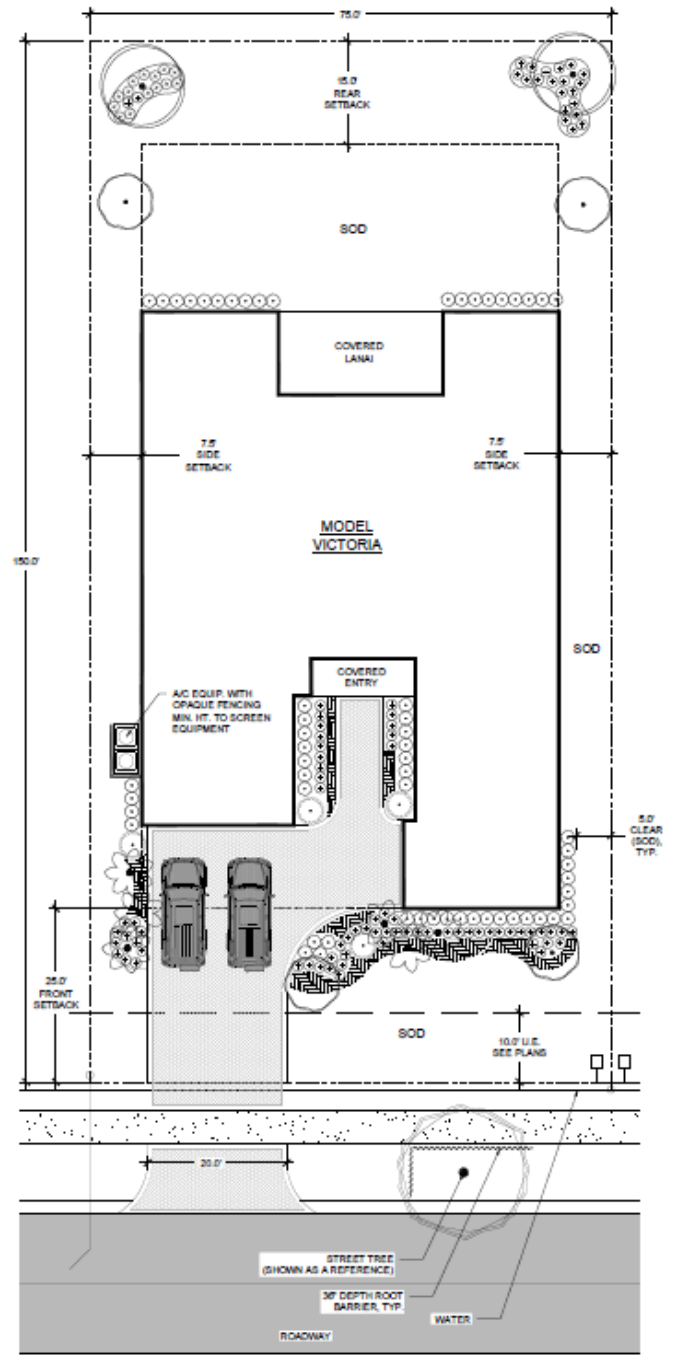 75.0'
15.0'
REAR
SETBACK
SOD
COVERED
LANAI
7.5'
SIDE
SETBACK
7.5'
SIDE
SETBACK
MODEL
VICTORIA
150.0'
SOD
COVERED
ENTRY
A/C EQUIP. WITH
OPAQUE FENCING
MIN. HT. TO SCREEN
EQUIPMENT
5.0'
CLEAR
(SOD),
TYP.
25.0'
FRONT
SETBACK
SOD
10.0' U.E.
SEE PLANS
20.0'
STREET TREE
(SHOWN AS A REFERENCE)
36" DEPTH ROOT
BARRIER, TYP.
WATER
ROADWAY